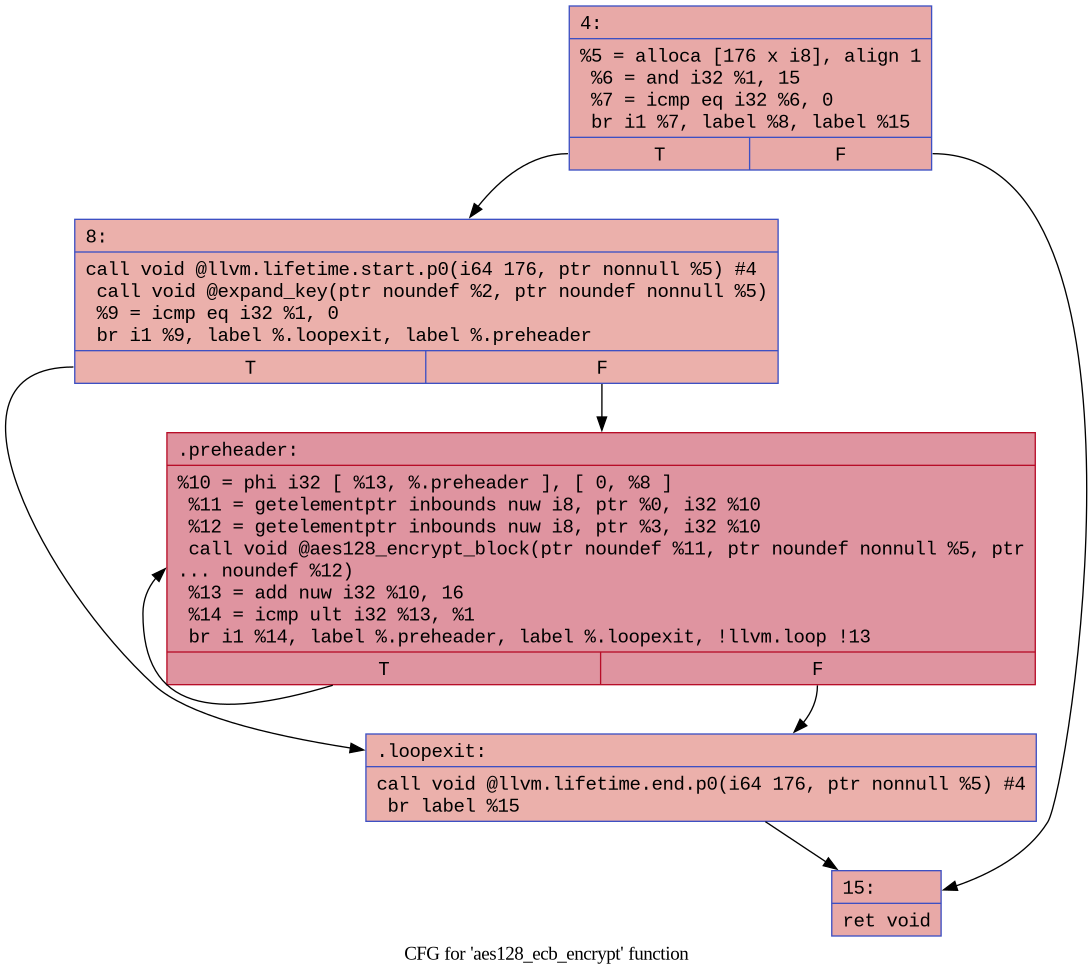 4:
%5 = alloca [176 x i8], align 1
%6 = and i32 %1, 15
%7 = icmp eq i32 %6, 0
br i1 %7, label %8, label %15
T F
8:
call void @llvm.lifetime.start.p0(i64 176, ptr nonnull %5) #4
call void @expand_key(ptr noundef %2, ptr noundef nonnull %5)
%9 = icmp eq i32 %1, 0
br i1 %9, label %.loopexit, label %.preheader
T F
.preheader:
%10 = phi i32 [ %13, %.preheader ], [ 0, %8 ]
%11 = getelementptr inbounds nuw i8, ptr %0, i32 %10
%12 = getelementptr inbounds nuw i8, ptr %3, i32 %10
call void @aes128_encrypt_block(ptr noundef %11, ptr noundef nonnull %5, ptr
... noundef %12)
%13 = add nuw i32 %10, 16
%14 = icmp ult i32 %13, %1
br i1 %14, label %.preheader, label %.loopexit, !llvm.loop !13
T F
.loopexit:
call void @llvm.lifetime.end.p0(i64 176, ptr nonnull %5) #4
br label %15
15:
ret void
CFG for 'aes128_ecb_encrypt' function